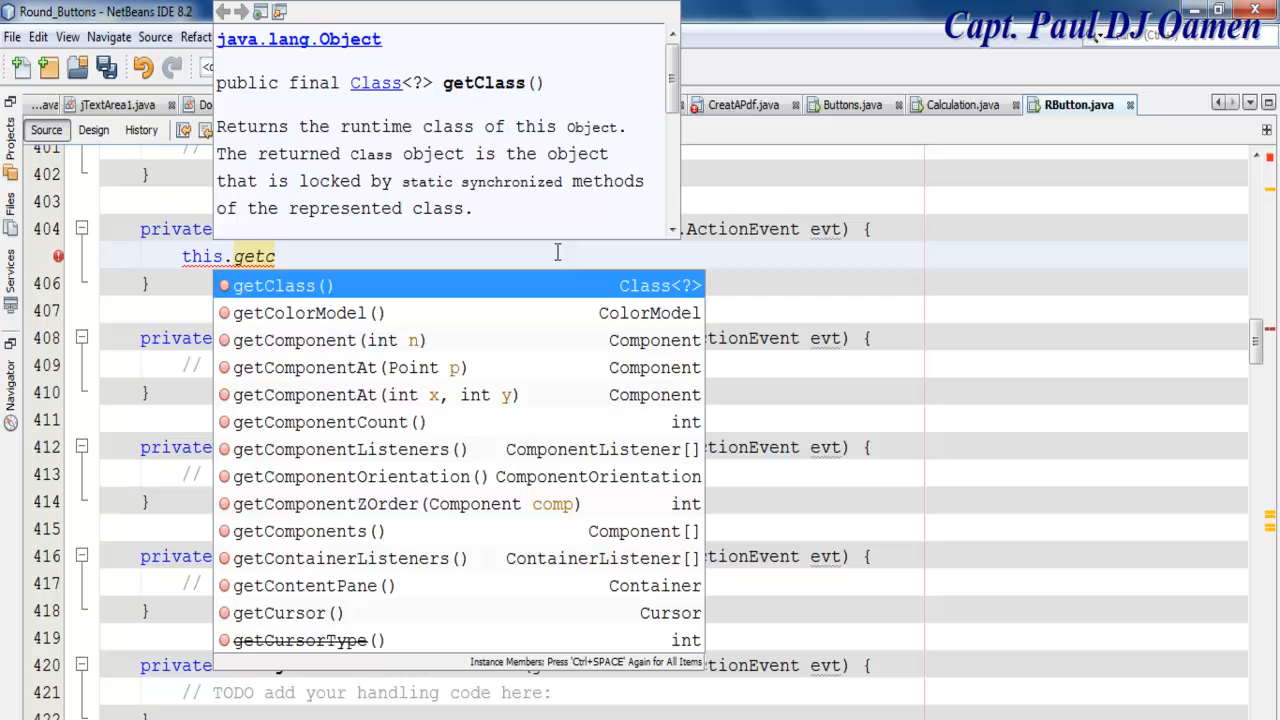 Round_Buttons - NetBeans IDE 8.2
Capt. Paul DJ Oamen
File Edit View Navigate Source Refact
java.lang.Object
public final Class<?> getClass()
Returns the runtime class of this Object.
The returned Class object is the object
that is locked by static synchronized methods
of the represented class.
...ava jTextArea1.java Do CreatAPdf.java Buttons.java Calculation.java RButton.java
Source Design History
Projects
Files
Services
Navigator
401 //
402 }
403
404 private .ActionEvent evt) {
this.getc
406 }
407
408 private ctionEvent evt) {
409 //
410 }
411
412 private ctionEvent evt) {
413 //
414 }
415
416 private ctionEvent evt) {
417 //
418 }
419
420 private ctionEvent evt) {
421 // TODO add your handling code here:
422 }
getClass() Class<?>
getColorModel() ColorModel
getComponent(int n) Component
getComponentAt(Point p) Component
getComponentAt(int x, int y) Component
getComponentCount() int
getComponentListeners() ComponentListener[]
getComponentOrientation() ComponentOrientation
getComponentZOrder(Component comp) int
getComponents() Component[]
getContainerListeners() ContainerListener[]
getContentPane() Container
getCursor() Cursor
getCursorType() int
Instance Members; Press 'Ctrl+SPACE' Again for All Items